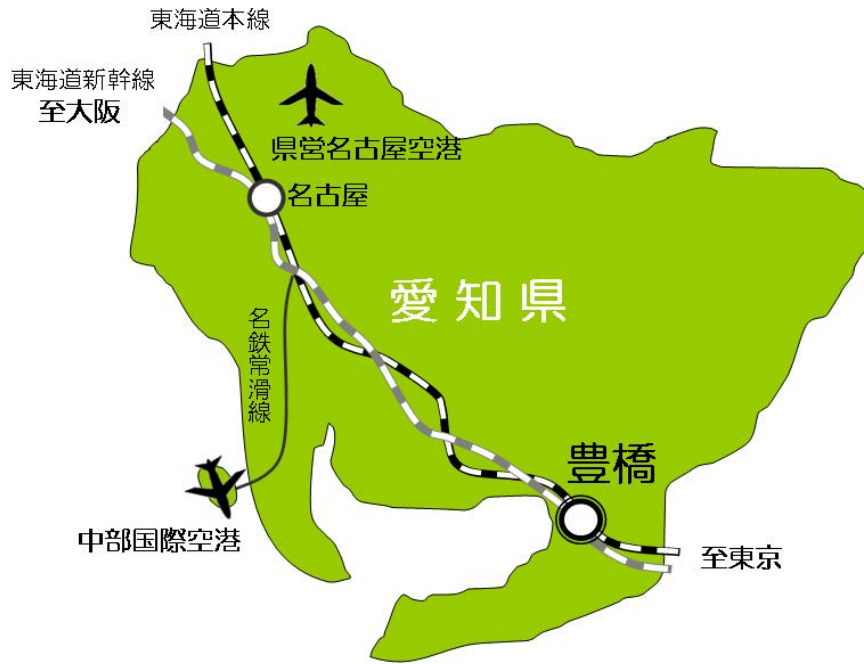 東海道本線
東海道新幹線
至大阪
県営名古屋空港
名古屋
愛知県
名鉄常滑線
豊橋
中部国際空港
至東京